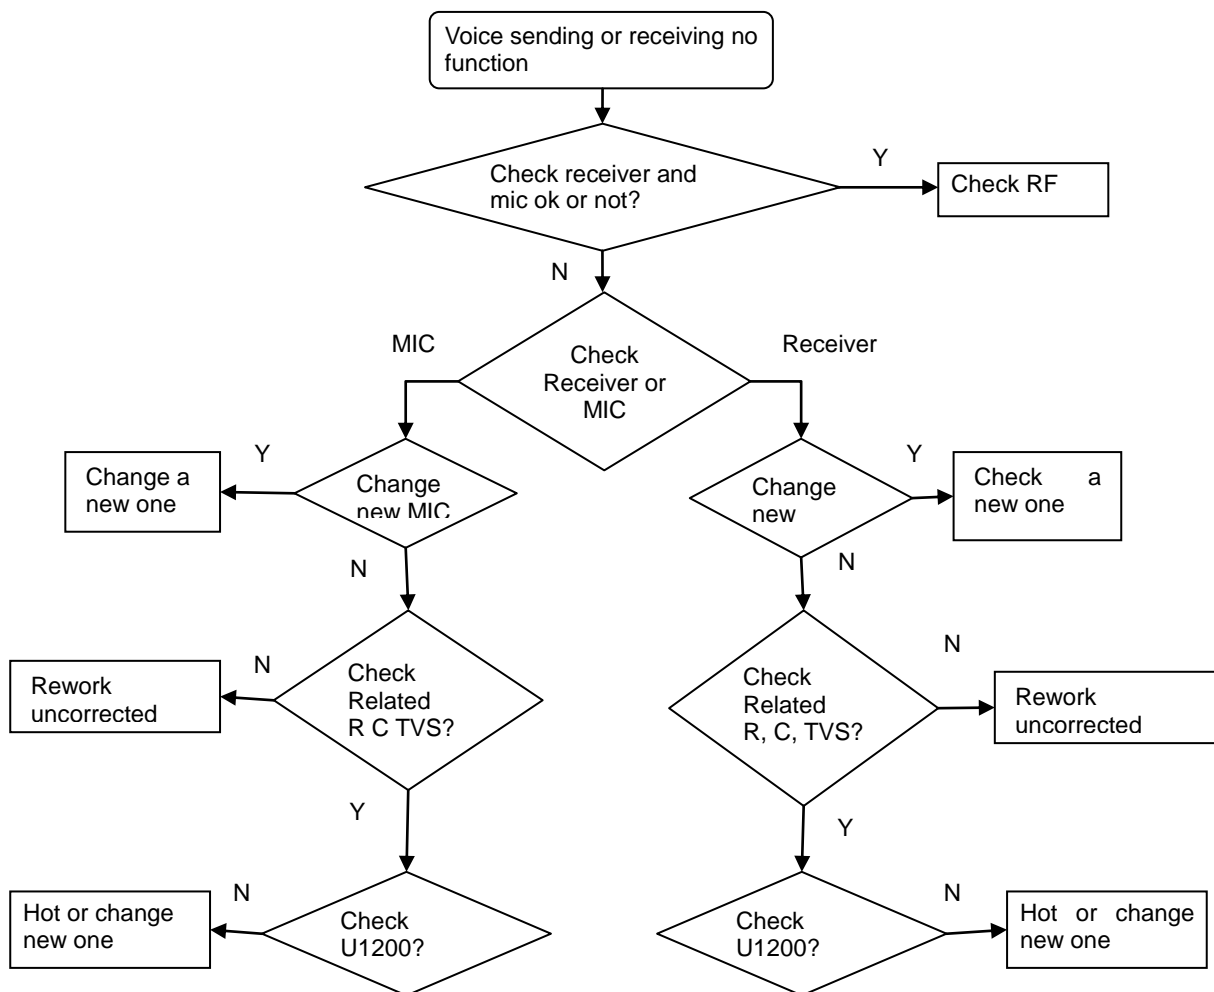 Voice sending or receiving no
function
Check receiver and
mic ok or not?
Y
Check RF
N
MIC
Check
Receiver or
MIC
Receiver
Y
Change a
new one
Change
new MIC
Change
new
Y
Check a
new one
N
N
Rework
uncorrected
N
Check
Related
R C TVS?
Check
Related
R, C, TVS?
N
Rework
uncorrected
Y
Y
Hot or change
new one
N
Check
U1200?
Check
U1200?
N
Hot or change
new one